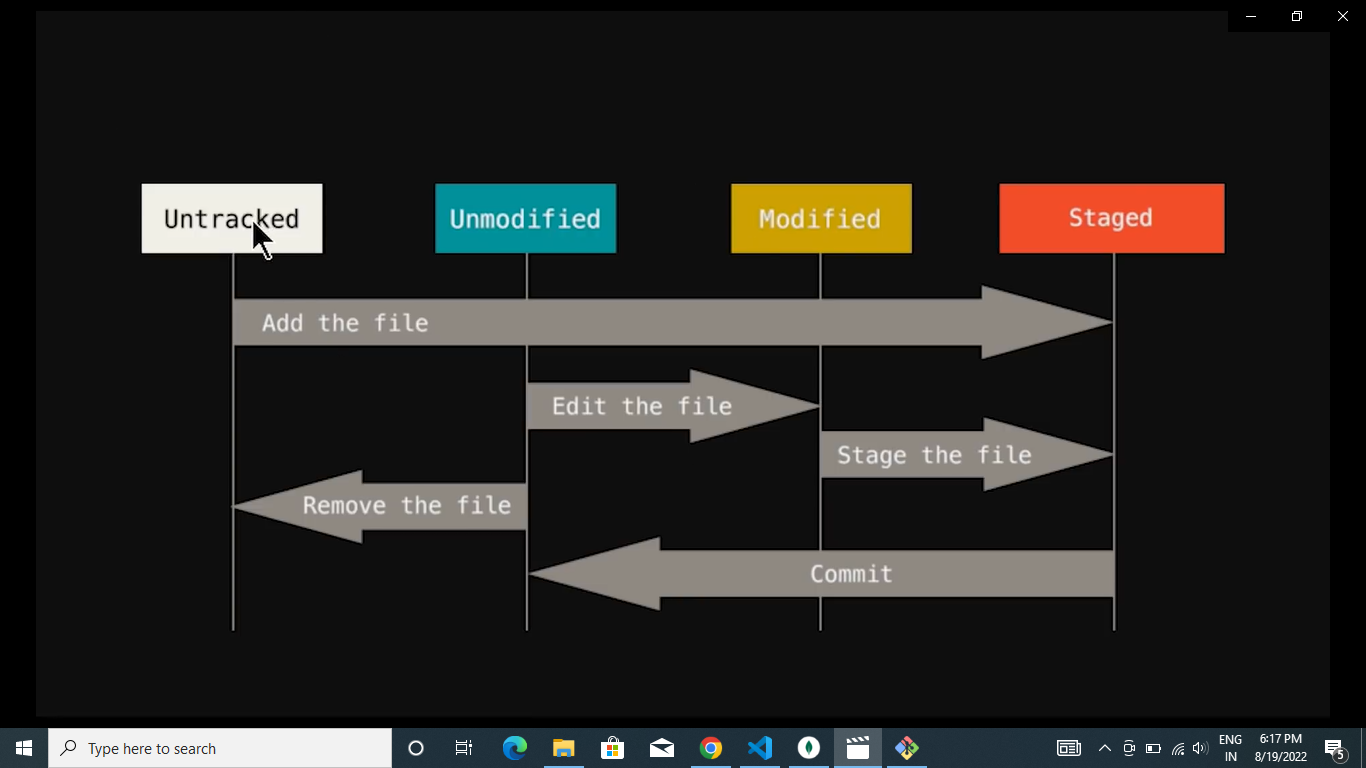 Untracked
Unmodified
Modified
Staged
Add the file
Edit the file
Stage the file
Remove the file
Commit
Type here to search
ENG
IN
6:17 PM
8/19/2022
5